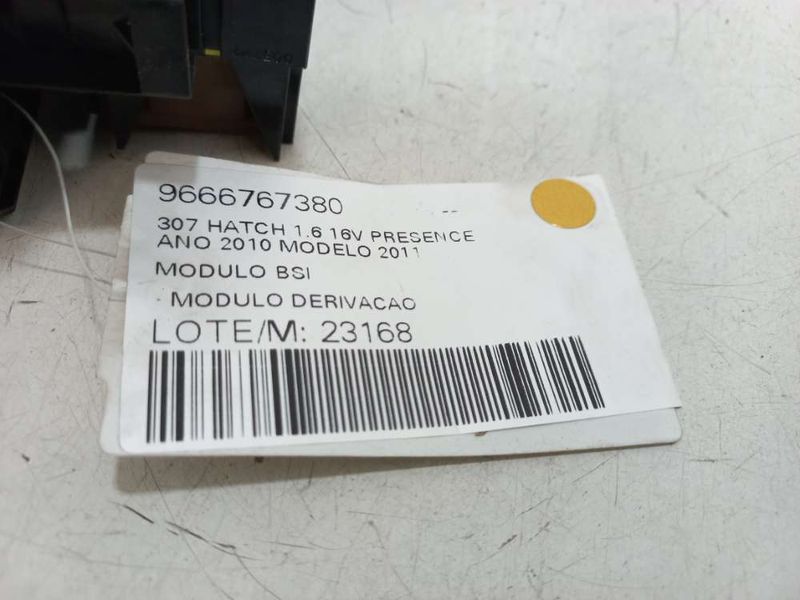 9666767380
307 HATCH 1.6 16V PRESENCE
ANO 2010 MODELO 2011
MODULO BSI
- MODULO DERIVACAO
LOTE/M: 23168